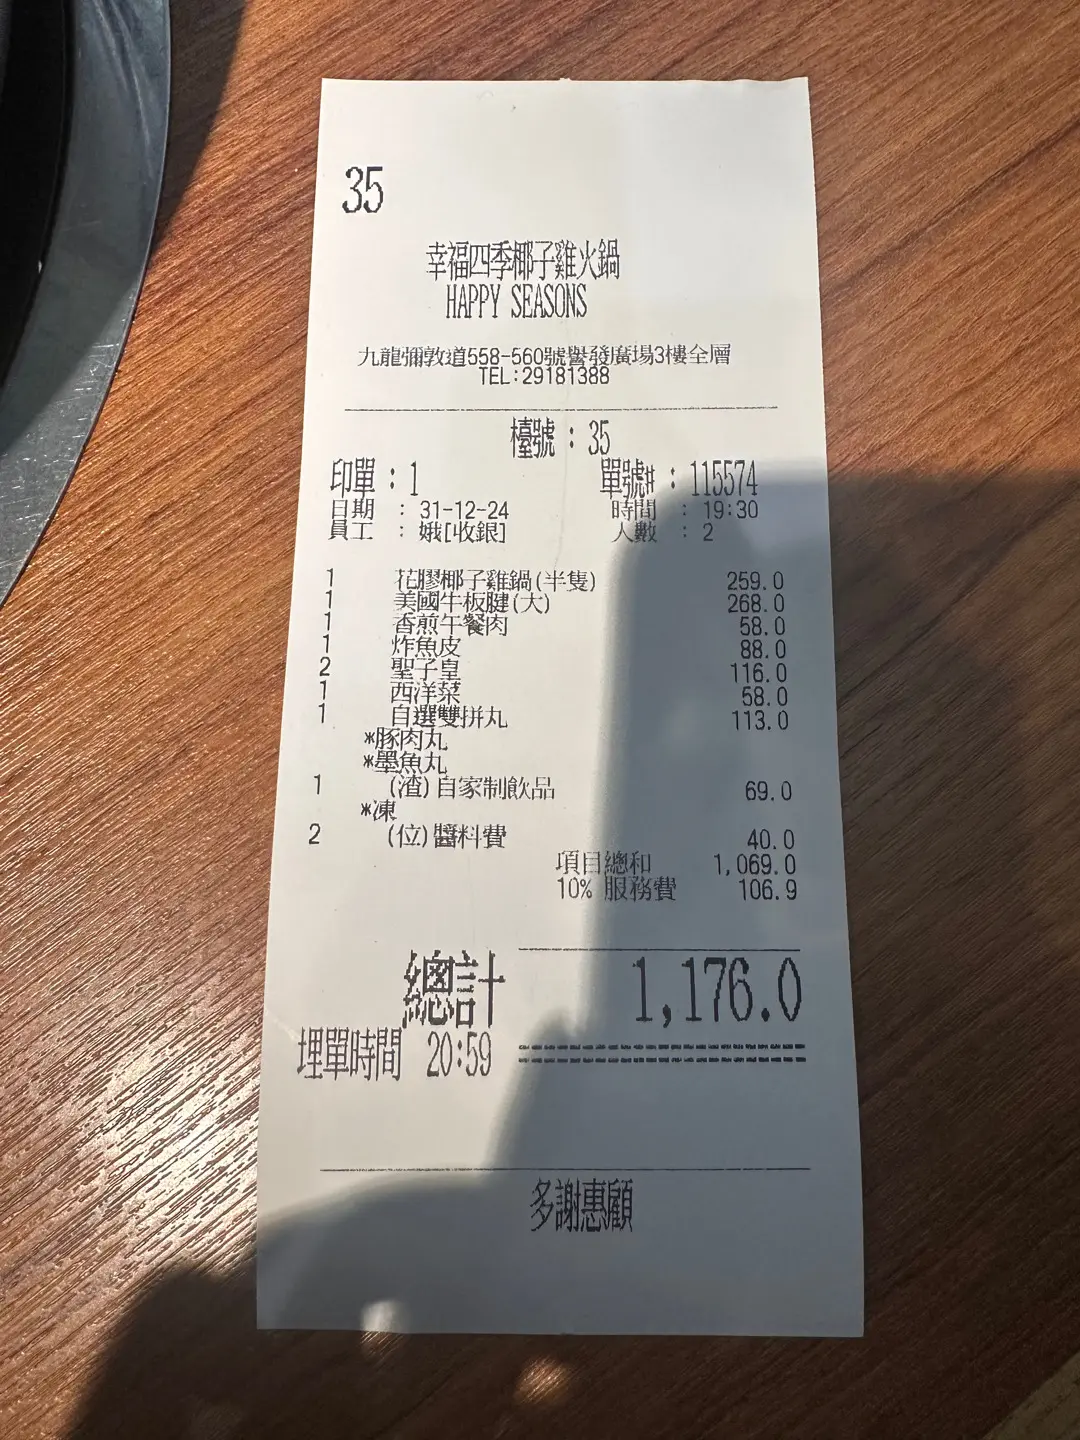 35
幸福四季椰子雞火鍋
HAPPY SEASONS
九龍彌敦道558-560號譽發廣場3樓全層
TEL:29181388
檯號 : 35
印單 : 1 單號# : 115574
日期 : 31-12-24 時間 : 19:30
員工 : 娥[收銀] 人數 : 2
1 花膠椰子雞鍋(半隻) 259.0
1 美國牛板腱(大) 268.0
1 香煎午餐肉 58.0
1 炸魚皮 88.0
2 聖子皇 116.0
1 西洋菜 58.0
1 自選雙拼丸 113.0
*豚肉丸
*墨魚丸
1 (渣)自家制飲品 69.0
*凍
2 (位)醬料費 40.0
項目總和 1,069.0
10% 服務費 106.9
總計 1,176.0
埋單時間 20:59
多謝惠顧